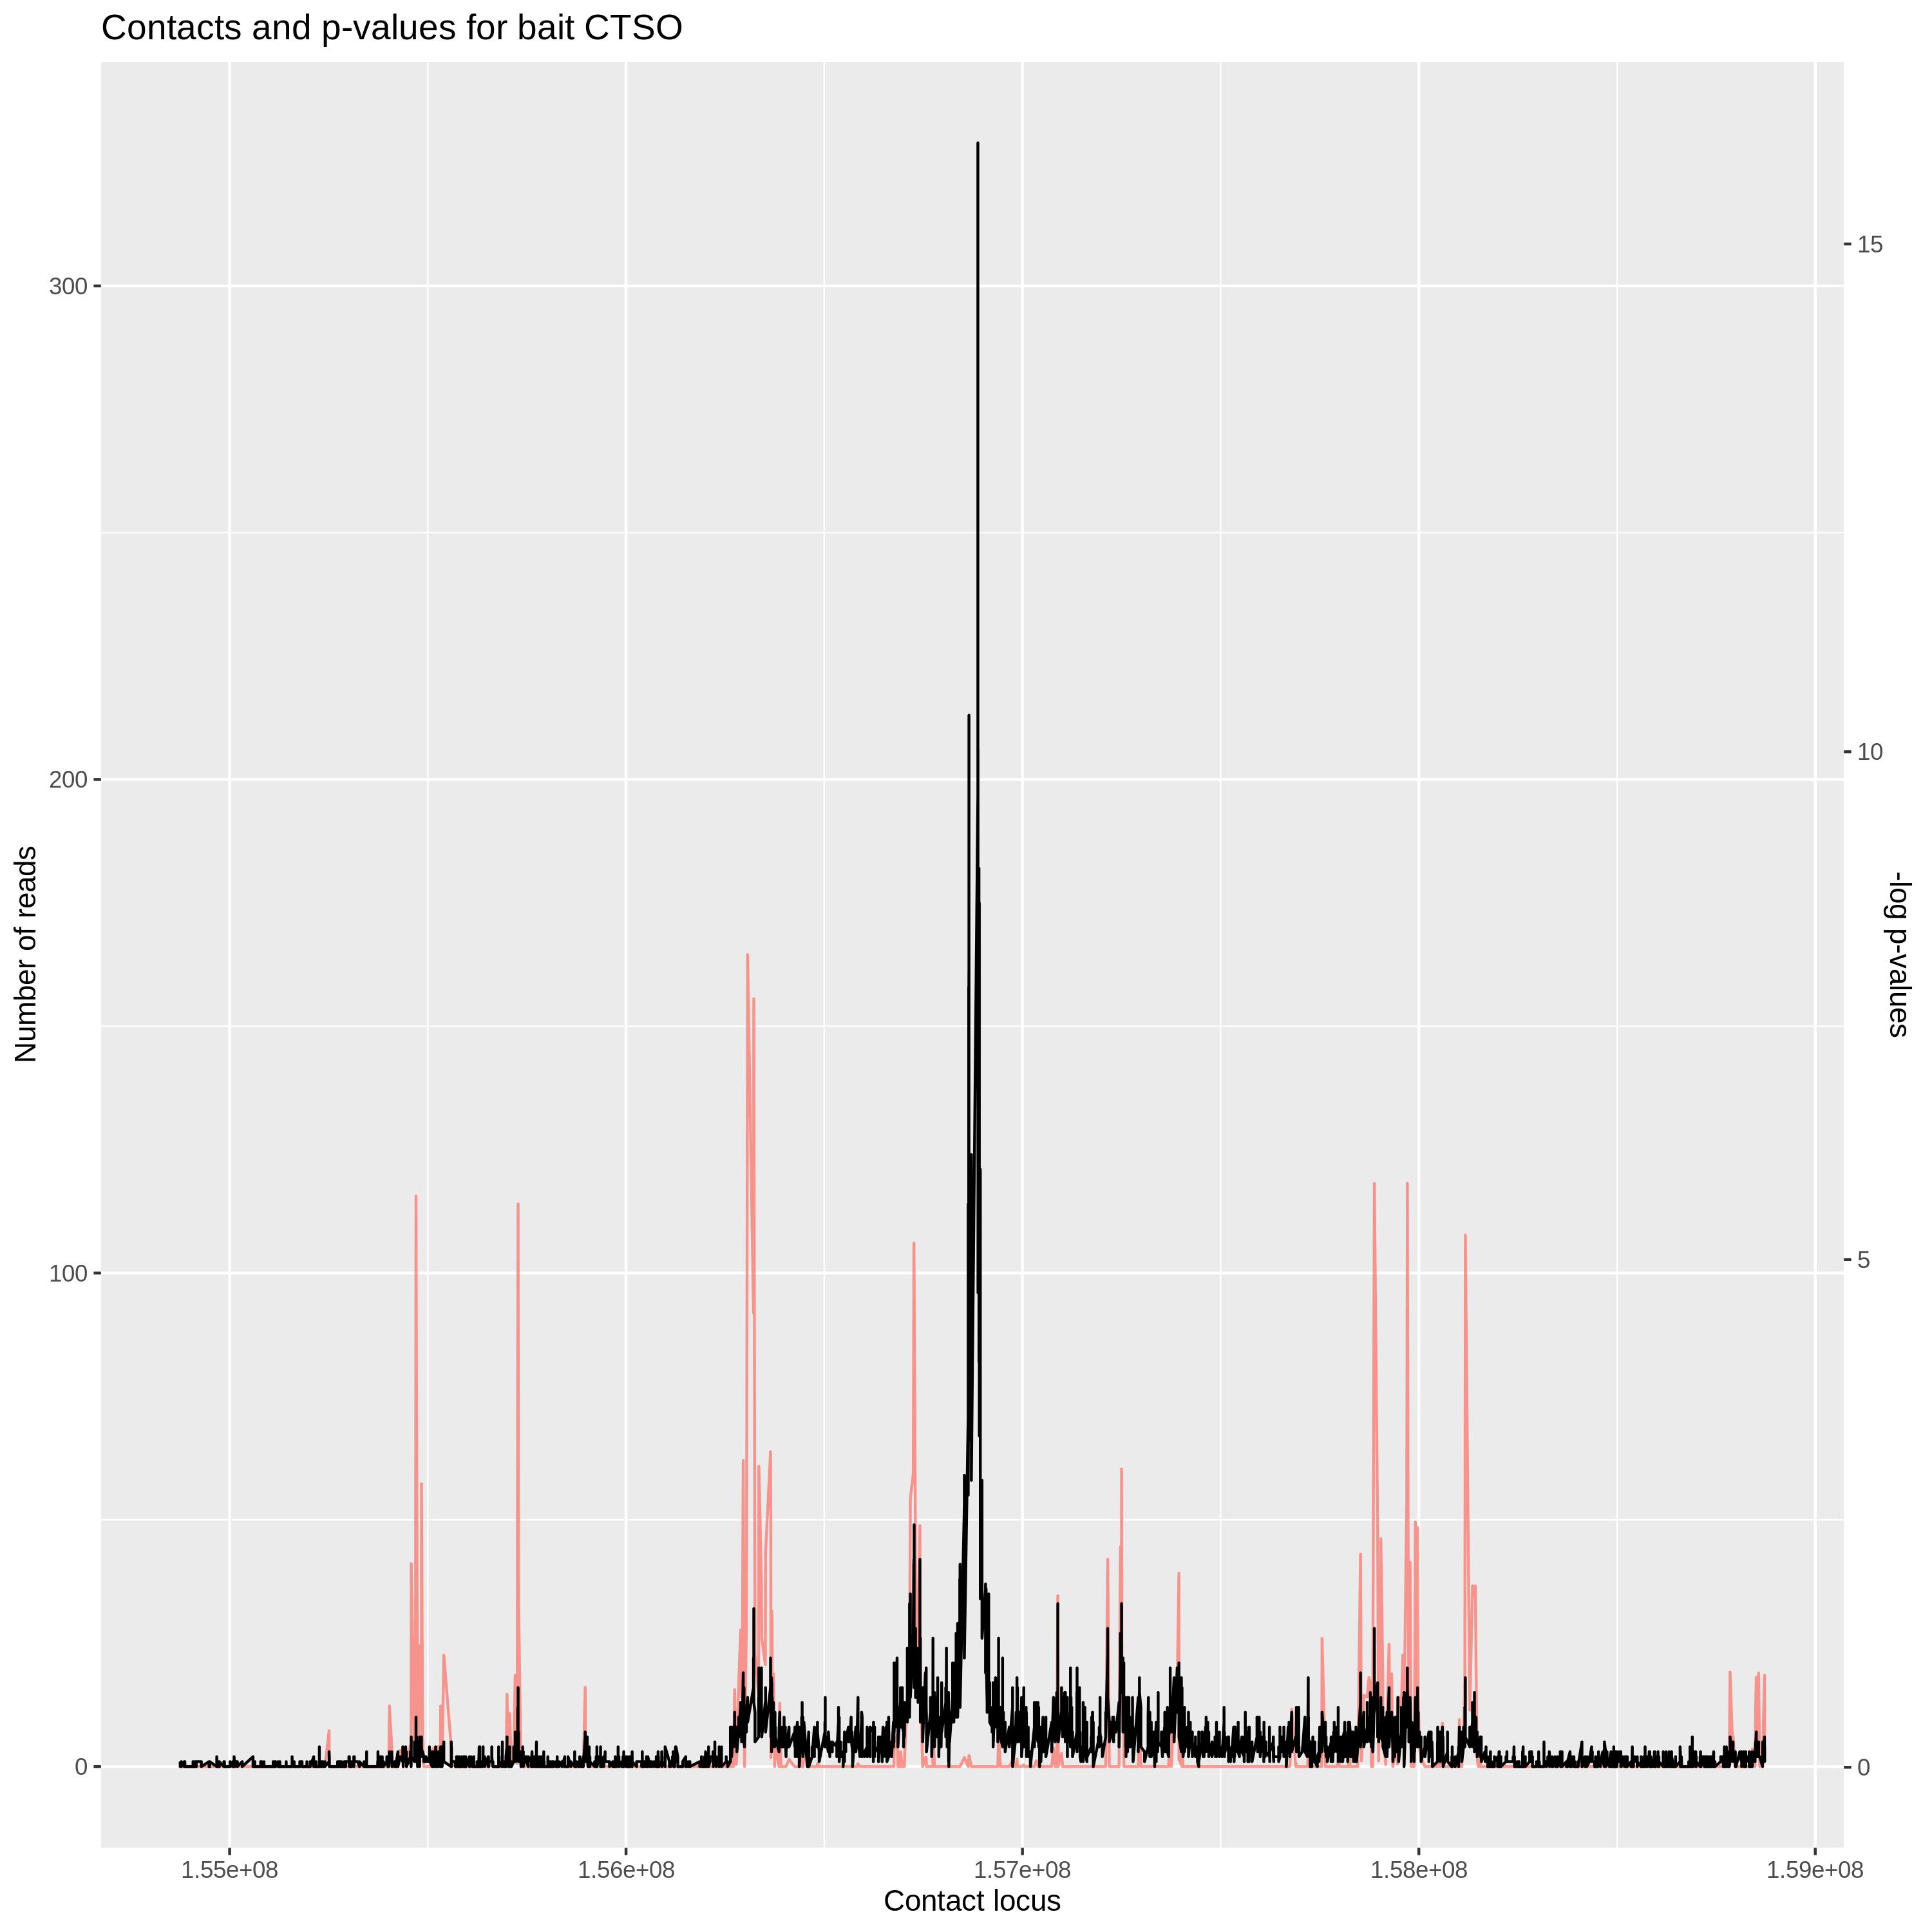 Contacts and p-values for bait CTSO
Number of reads
300
200
100
0
15
10
5
0
-log p-values
1.55e+08 1.56e+08 1.57e+08 1.58e+08 1.59e+08
Contact locus